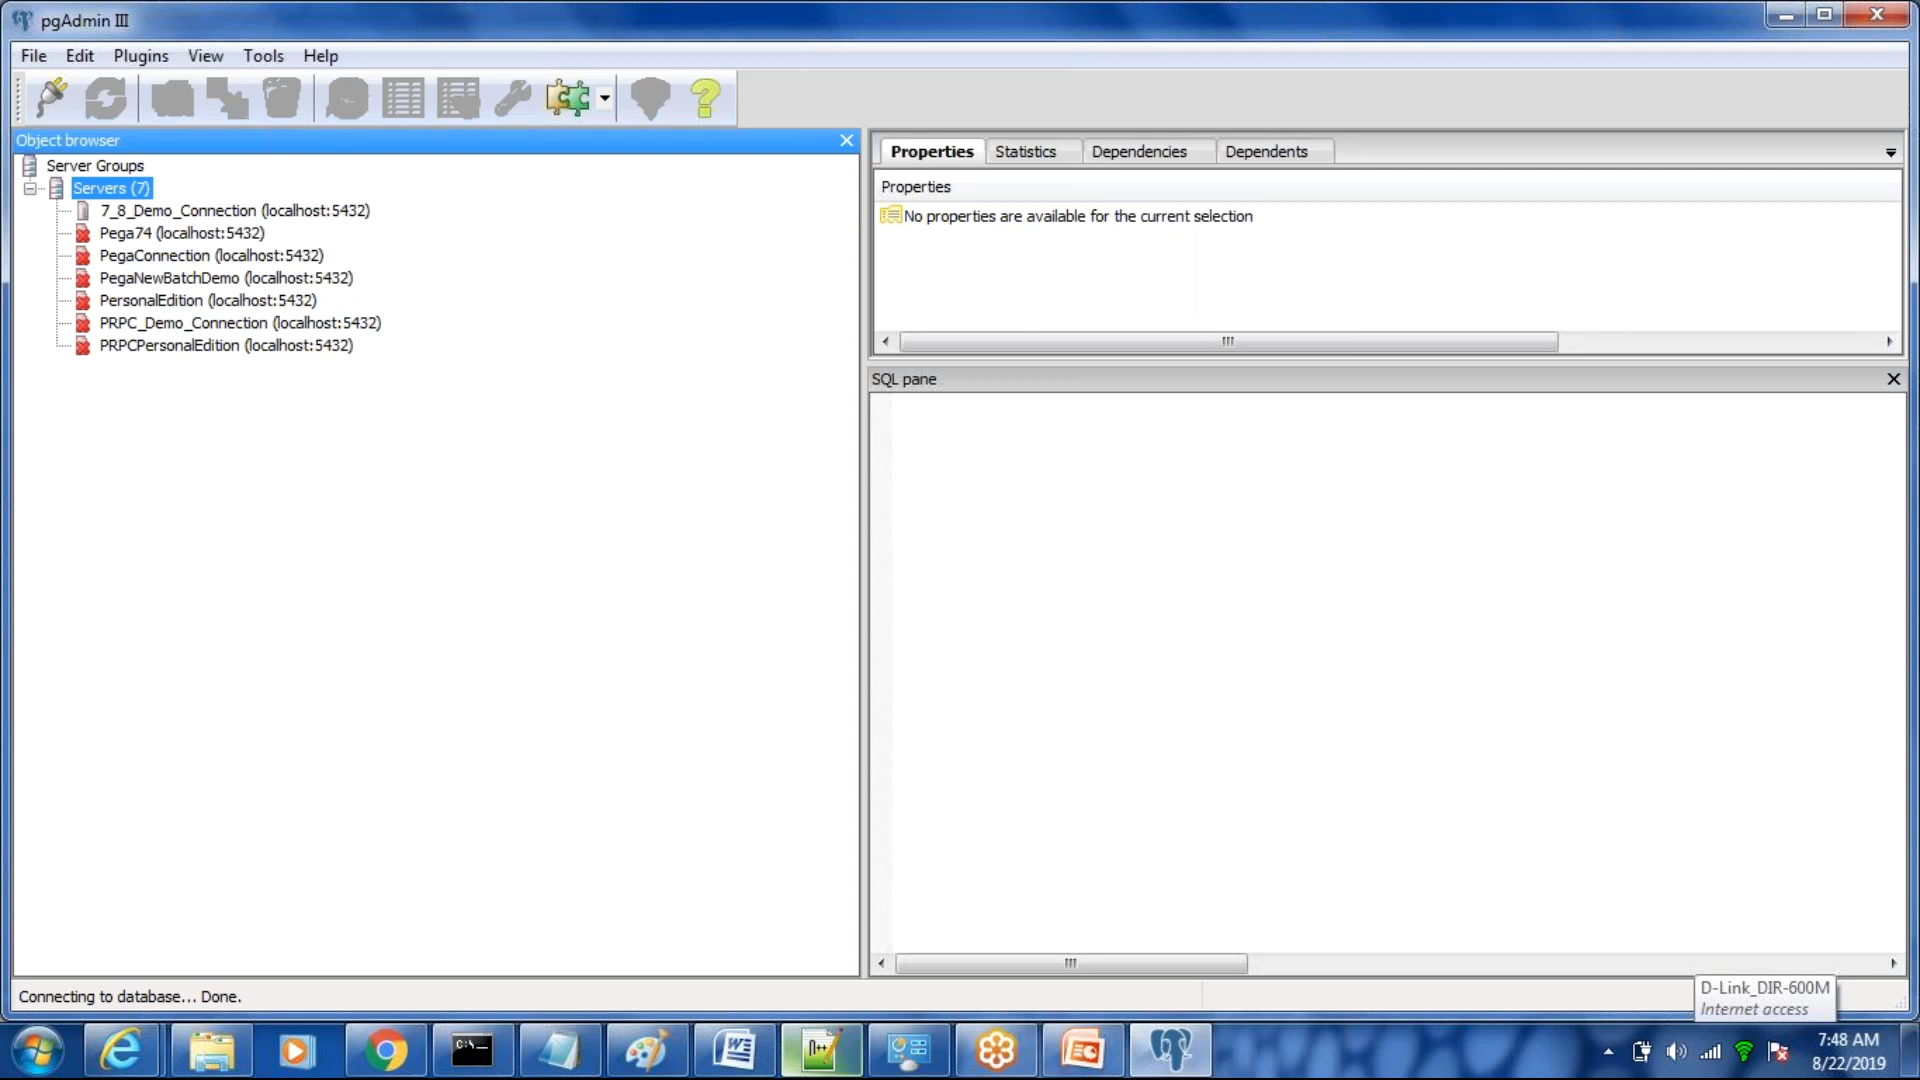 pgAdmin III
File Edit Plugins View Tools Help
Object browser
Server Groups
Servers (7)
7_8_Demo_Connection (localhost:5432)
Pega74 (localhost:5432)
PegaConnection (localhost:5432)
PegaNewBatchDemo (localhost:5432)
PersonalEdition (localhost:5432)
PRPC_Demo_Connection (localhost:5432)
PRPCPersonalEdition (localhost:5432)
Properties Statistics Dependencies Dependents
Properties
No properties are available for the current selection
SQL pane
Connecting to database... Done.
D-Link_DIR-600M
Internet access
C:\
7:48 AM
8/22/2019